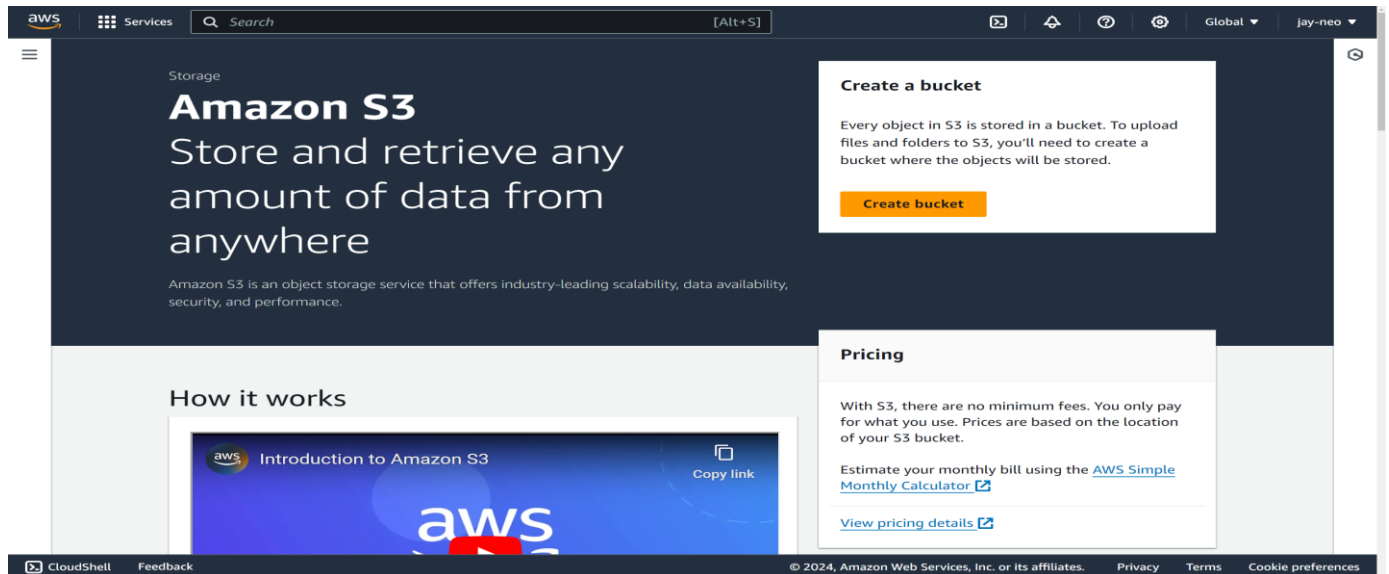 aws
Services
Search
[Alt+S]
Global
jay-neo
Storage
Amazon S3
Store and retrieve any
amount of data from
anywhere
Amazon S3 is an object storage service that offers industry-leading scalability, data availability,
security, and performance.
Create a bucket
Every object in S3 is stored in a bucket. To upload
files and folders to S3, you'll need to create a
bucket where the objects will be stored.
Create bucket
How it works
aws
Introduction to Amazon S3
Copy link
aws
Pricing
With S3, there are no minimum fees. You only pay
for what you use. Prices are based on the location
of your S3 bucket.
Estimate your monthly bill using the AWS Simple
Monthly Calculator
View pricing details
CloudShell
Feedback
© 2024, Amazon Web Services, Inc. or its affiliates.
Privacy
Terms
Cookie preferences